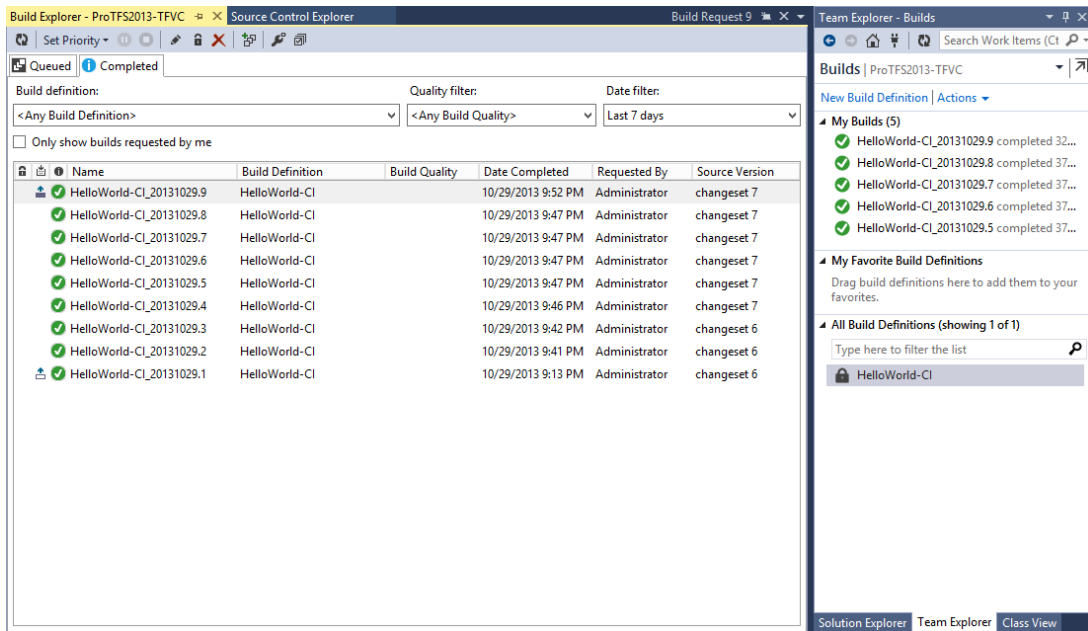 Build Explorer - ProTFS2013-TFVC Source Control Explorer Build Request 9
Set Priority
Queued Completed
Build definition: Quality filter: Date filter:
<Any Build Definition> <Any Build Quality> Last 7 days
Only show builds requested by me
Name Build Definition Build Quality Date Completed Requested By Source Version
HelloWorld-CI_20131029.9 HelloWorld-CI 10/29/2013 9:52 PM Administrator changeset 7
HelloWorld-CI_20131029.8 HelloWorld-CI 10/29/2013 9:47 PM Administrator changeset 7
HelloWorld-CI_20131029.7 HelloWorld-CI 10/29/2013 9:47 PM Administrator changeset 7
HelloWorld-CI_20131029.6 HelloWorld-CI 10/29/2013 9:47 PM Administrator changeset 7
HelloWorld-CI_20131029.5 HelloWorld-CI 10/29/2013 9:47 PM Administrator changeset 7
HelloWorld-CI_20131029.4 HelloWorld-CI 10/29/2013 9:46 PM Administrator changeset 7
HelloWorld-CI_20131029.3 HelloWorld-CI 10/29/2013 9:42 PM Administrator changeset 6
HelloWorld-CI_20131029.2 HelloWorld-CI 10/29/2013 9:41 PM Administrator changeset 6
HelloWorld-CI_20131029.1 HelloWorld-CI 10/29/2013 9:13 PM Administrator changeset 6
Team Explorer - Builds
Search Work Items (Ct
Builds | ProTFS2013-TFVC
New Build Definition | Actions
My Builds (5)
HelloWorld-CI_20131029.9 completed 32...
HelloWorld-CI_20131029.8 completed 37...
HelloWorld-CI_20131029.7 completed 37...
HelloWorld-CI_20131029.6 completed 37...
HelloWorld-CI_20131029.5 completed 37...
My Favorite Build Definitions
Drag build definitions here to add them to your
favorites.
All Build Definitions (showing 1 of 1)
Type here to filter the list
HelloWorld-CI
Solution Explorer Team Explorer Class View